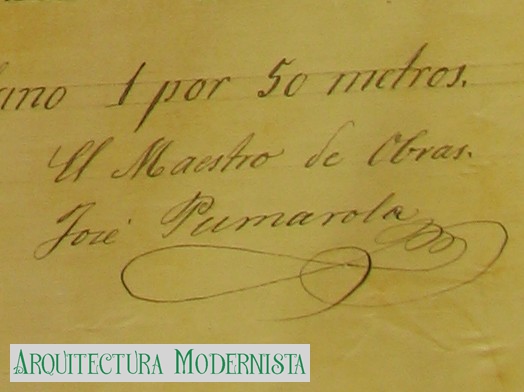 ano 1 por 50 metros.
El Maestro de Obras.
José Pumarola
ARQUITECTURA MODERNISTA